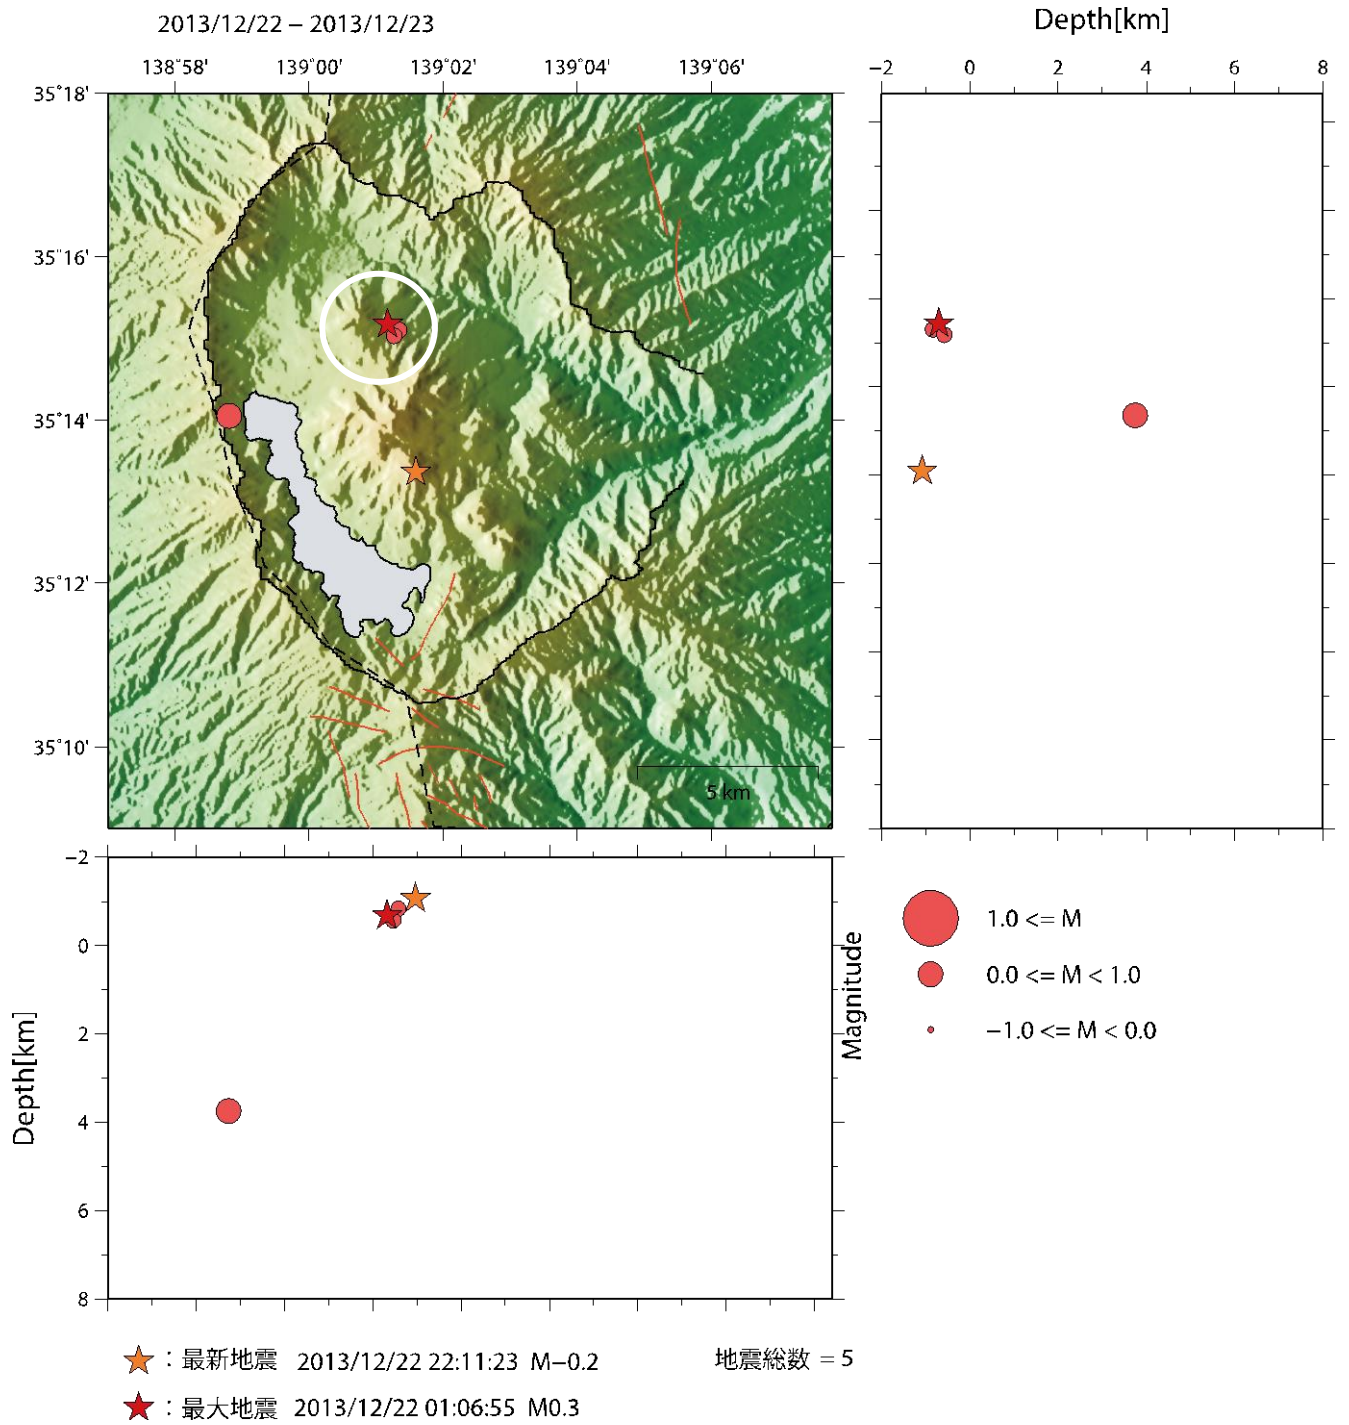 2013/12/22 − 2013/12/23
Depth[km]
138˚58' 139˚00' 139˚02' 139˚04' 139˚06'
−2 0 2 4 6 8
35˚18'
35˚16'
35˚14'
35˚12'
35˚10'
5 km
−2
0
2
4
6
8
Depth[km]
Magnitude
1.0 <= M
0.0 <= M < 1.0
−1.0 <= M < 0.0
：最新地震 2013/12/22 22:11:23 M−0.2 地震総数 = 5
：最大地震 2013/12/22 01:06:55 M0.3